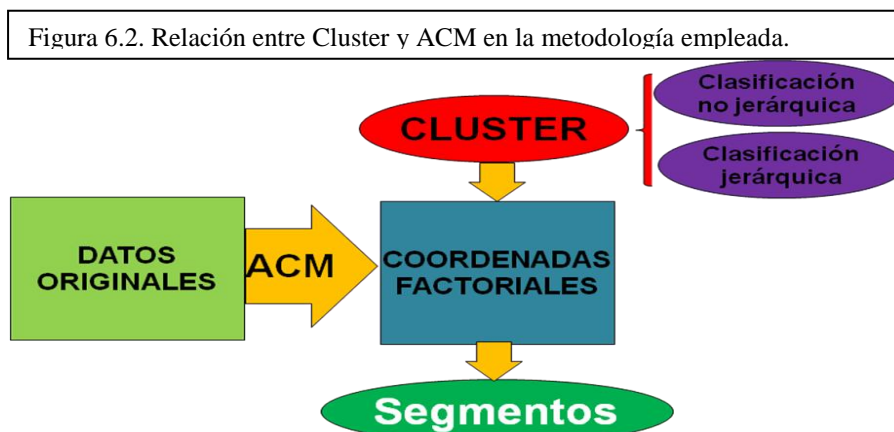 Figura 6.2. Relación entre Cluster y ACM en la metodología empleada.
Clasificación
no jerárquica
CLUSTER
Clasificación
jerárquica
DATOS
ORIGINALES
ACM
COORDENADAS
FACTORIALES
Segmentos